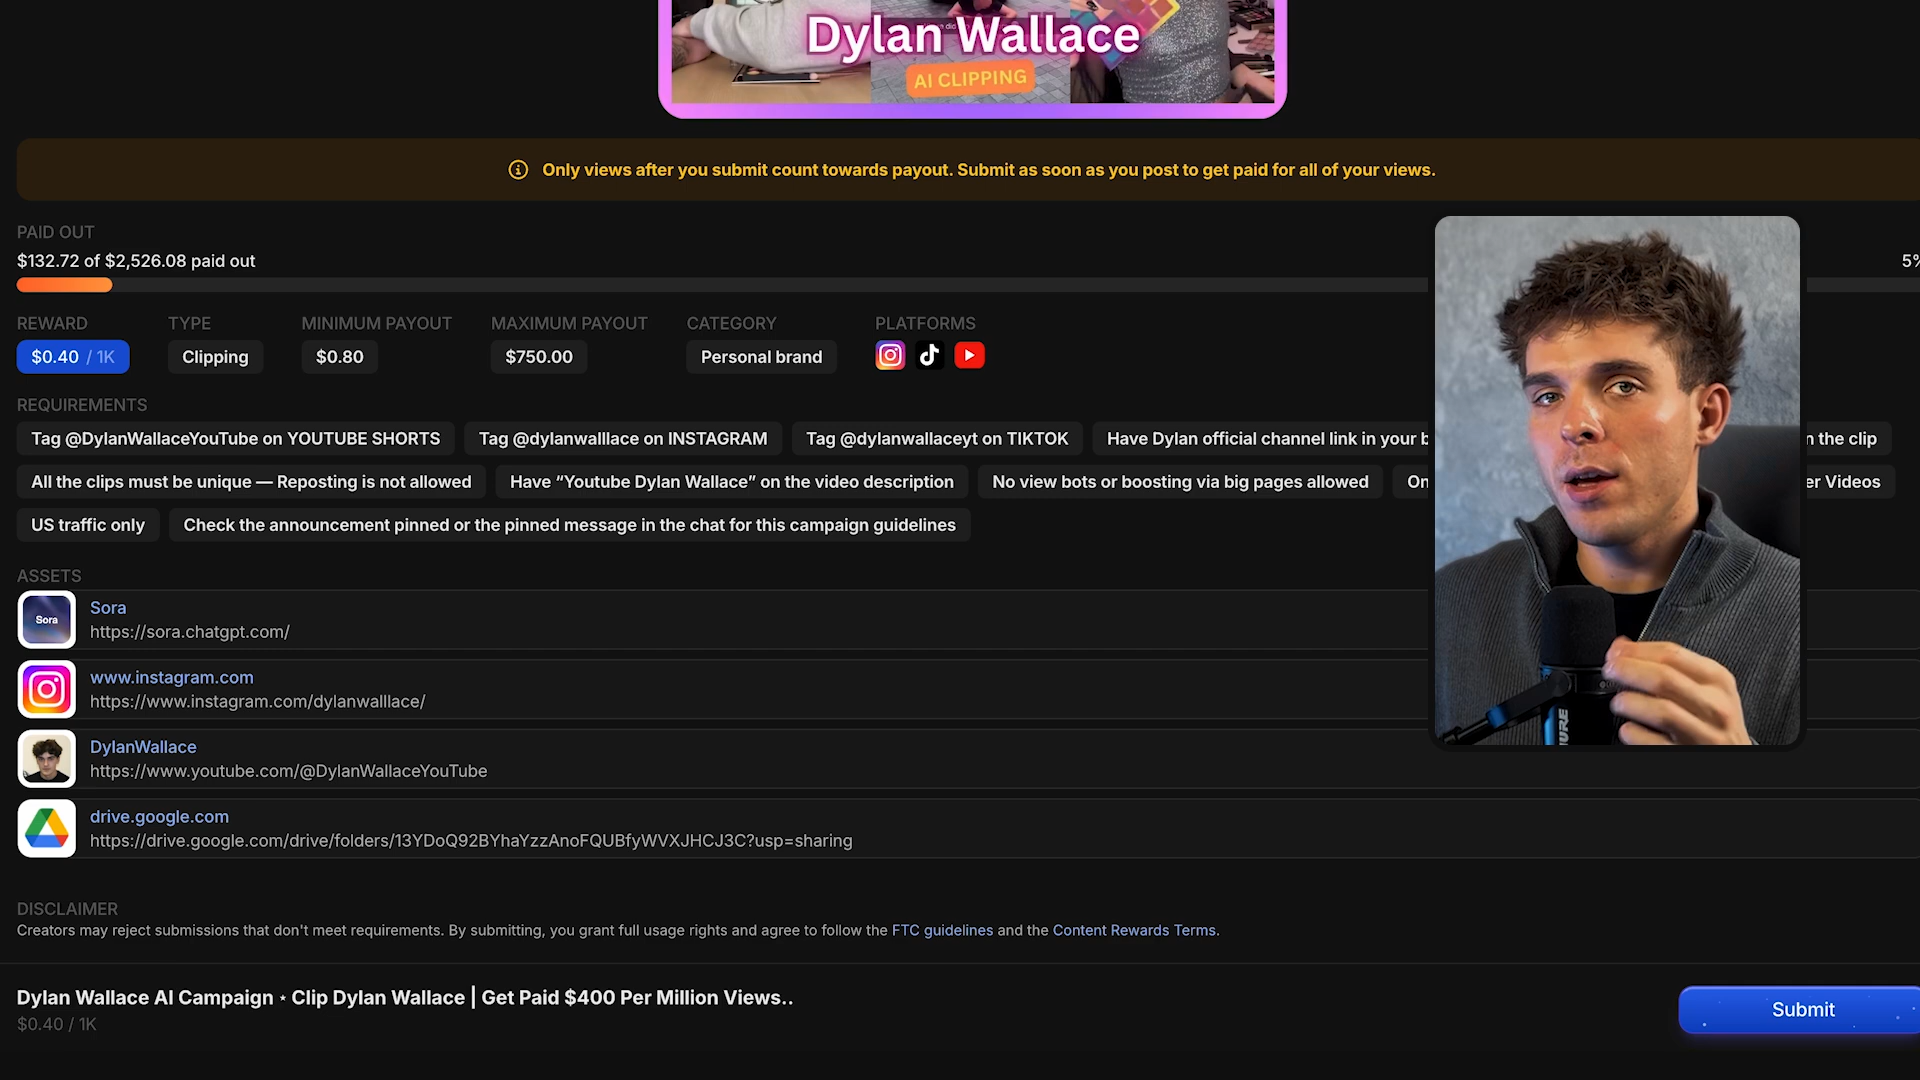 Dylan Wallace
AI CLIPPING
Only views after you submit count towards payout. Submit as soon as you post to get paid for all of your views.
PAID OUT
$132.72 of $2,526.08 paid out
5%
REWARD TYPE MINIMUM PAYOUT MAXIMUM PAYOUT CATEGORY PLATFORMS
$0.40 / 1K Clipping $0.80 $750.00 Personal brand
REQUIREMENTS
Tag @DylanWallaceYouTube on YOUTUBE SHORTS Tag @dylanwalllace on INSTAGRAM Tag @dylanwallaceyt on TIKTOK Have Dylan official channel link in your the clip
All the clips must be unique — Reposting is not allowed Have “Youtube Dylan Wallace” on the video description No view bots or boosting via big pages allowed Videos
US traffic only Check the announcement pinned or the pinned message in the chat for this campaign guidelines
ASSETS
Sora
Sora
https://sora.chatgpt.com/
www.instagram.com
https://www.instagram.com/dylanwalllace/
DylanWallace
https://www.youtube.com/@DylanWallaceYouTube
drive.google.com
https://drive.google.com/drive/folders/13YDoQ92BYhaYzzAnoFQUBfyWVXJHCJ3C?usp=sharing
DISCLAIMER
Creators may reject submissions that don't meet requirements. By submitting, you grant full usage rights and agree to follow the FTC guidelines and the Content Rewards Terms.
Dylan Wallace AI Campaign • Clip Dylan Wallace | Get Paid $400 Per Million Views..
$0.40 / 1K
Submit